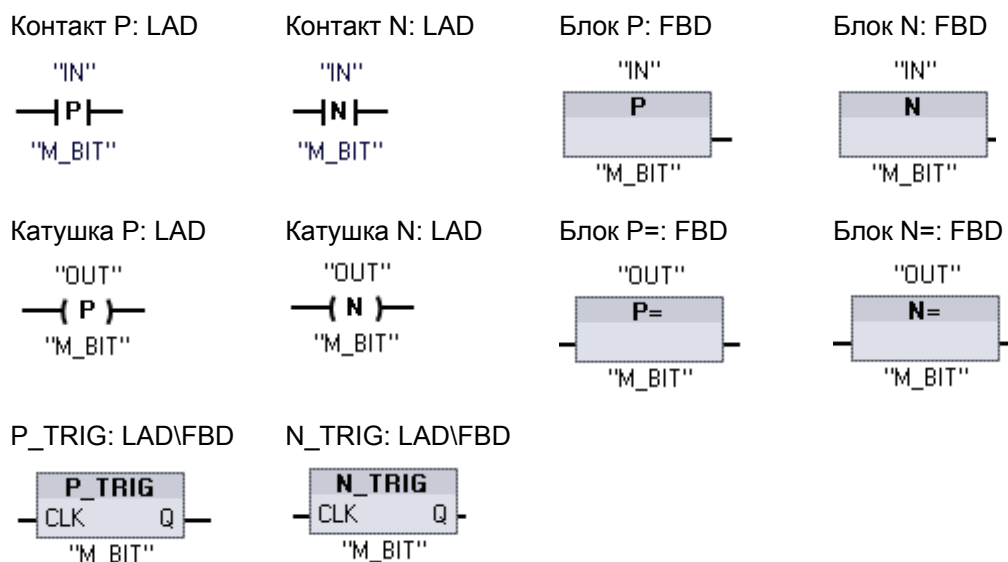 Контакт P: LAD Контакт N: LAD Блок P: FBD Блок N: FBD
"IN" "IN" "IN" "IN"
P N P N
"M_BIT" "M_BIT" "M_BIT" "M_BIT"
Катушка P: LAD Катушка N: LAD Блок P=: FBD Блок N=: FBD
"OUT" "OUT" "OUT" "OUT"
( P ) ( N ) P= N=
"M_BIT" "M_BIT" "M_BIT" "M_BIT"
P_TRIG: LAD\FBD N_TRIG: LAD\FBD
P_TRIG N_TRIG
CLK Q CLK Q
"M_BIT" "M_BIT"